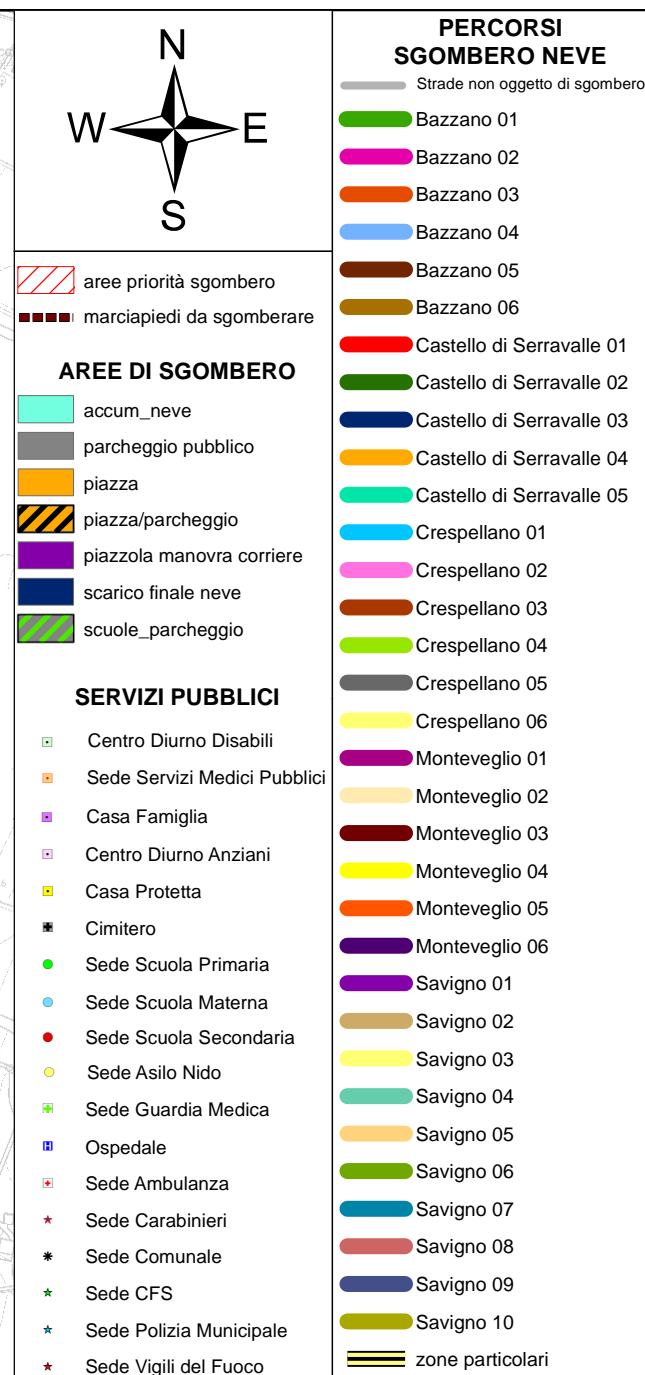 N
W E
S
aree priorità sgombero
marciapiedi da sgomberare
AREE DI SGOMBERO
accum_neve
parcheggio pubblico
piazza
piazza/parcheggio
piazzola manovra corriere
scarico finale neve
scuole_parcheggio
SERVIZI PUBBLICI
Centro Diurno Disabili
Sede Servizi Medici Pubblici
Casa Famiglia
Centro Diurno Anziani
Casa Protetta
Cimitero
Sede Scuola Primaria
Sede Scuola Materna
Sede Scuola Secondaria
Sede Asilo Nido
Sede Guardia Medica
H Ospedale
Sede Ambulanza
Sede Carabinieri
Sede Comunale
Sede CFS
Sede Polizia Municipale
Sede Vigili del Fuoco
PERCORSI
SGOMBERO NEVE
Strade non oggetto di sgombero
Bazzano 01
Bazzano 02
Bazzano 03
Bazzano 04
Bazzano 05
Bazzano 06
Castello di Serravalle 01
Castello di Serravalle 02
Castello di Serravalle 03
Castello di Serravalle 04
Castello di Serravalle 05
Crespellano 01
Crespellano 02
Crespellano 03
Crespellano 04
Crespellano 05
Crespellano 06
Monteveglio 01
Monteveglio 02
Monteveglio 03
Monteveglio 04
Monteveglio 05
Monteveglio 06
Savigno 01
Savigno 02
Savigno 03
Savigno 04
Savigno 05
Savigno 06
Savigno 07
Savigno 08
Savigno 09
Savigno 10
zone particolari